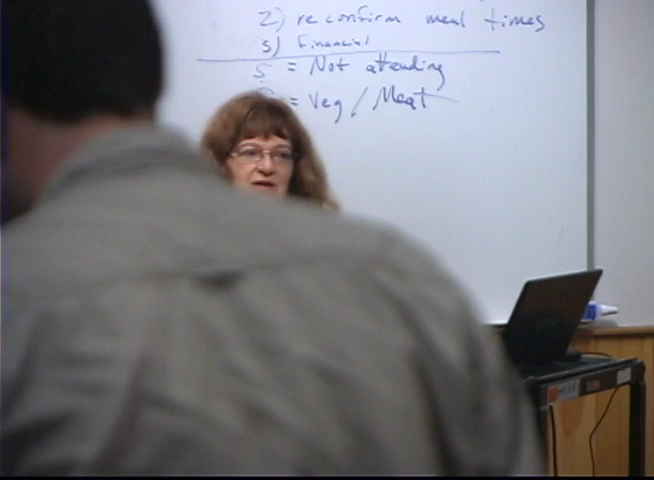 2) reconfirm meal times
3) Financial
S = Not attending
= Veg / Meat